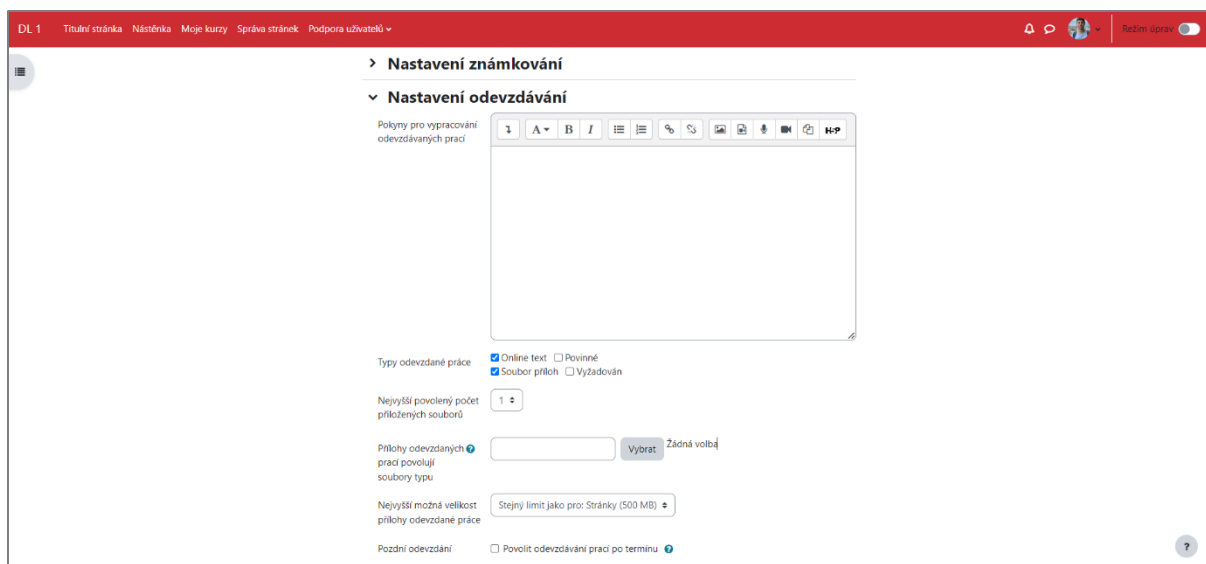 DL 1 Titulní stránka Nástěnka Moje kurzy Správa stránek Podpora uživatelů Režim úprav
Nastavení známkování
Nastavení odevzdávání
Pokyny pro vypracování
odevzdávaných prací
A B I H-P
Typy odevzdané práce
Online text Povinné
Soubor příloh Vyžadován
Nejvyšší povolený počet
přiložených souborů
1
Přílohy odevzdaných ?
prací povolují
soubory typu
Vybrat Žádná volba
Nejvyšší možná velikost
přílohy odevzdané práce
Stejný limit jako pro: Stránky (500 MB)
Pozdní odevzdání Povolit odevzdávání prací po termínu ?
?